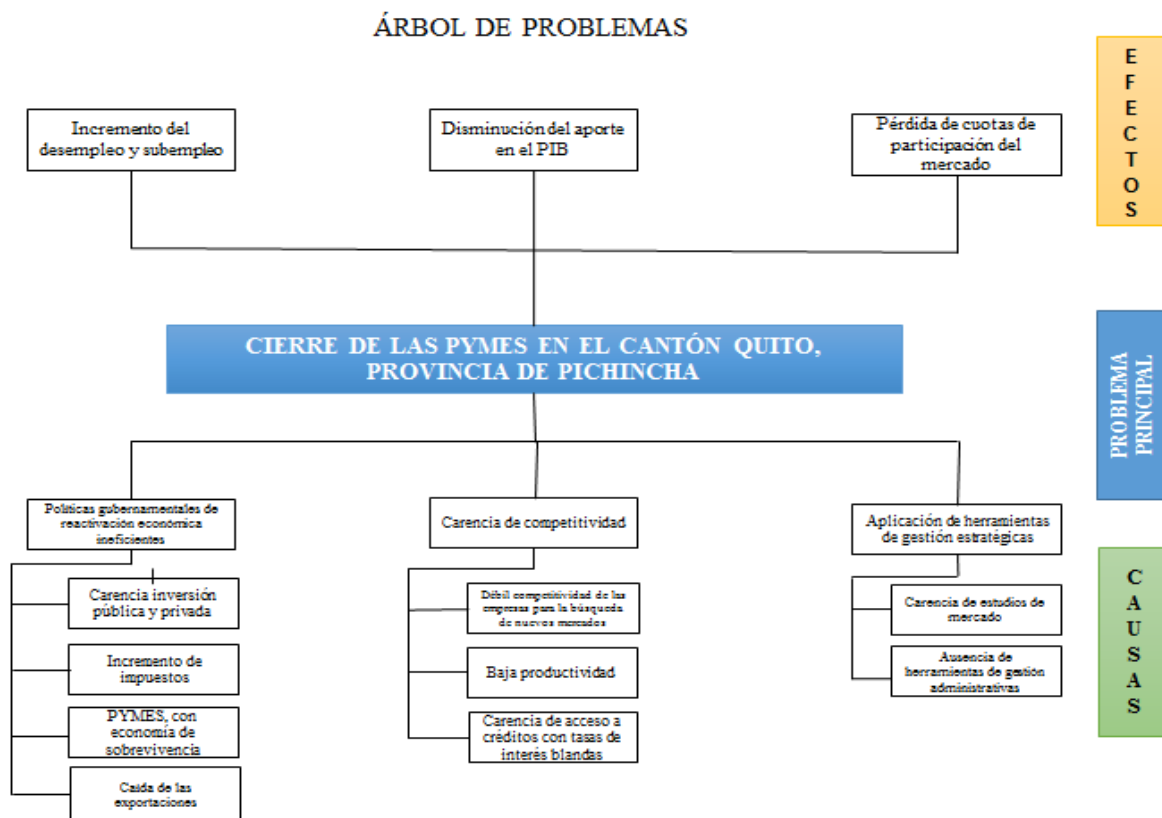 ÁRBOL DE PROBLEMAS
EFECTOS
Incremento del
desempleo y subempleo
Disminución del aporte
en el PIB
Pérdida de cuotas de
participación del
mercado
CIERRE DE LAS PYMES EN EL CANTÓN QUITO,
PROVINCIA DE PICHINCHA
PROBLEMA
PRINCIPAL
Políticas gubernamentales de
reactivación económica
ineficientes
Carencia de competitividad
Aplicación de herramientas
de gestión estratégicas
CAUSAS
Carencia inversión
pública y privada
Incremento de
impuestos
PYMES, con
economía de
sobrevivencia
Caída de las
exportaciones
Débil competitividad de las
empresas para la búsqueda
de nuevos mercados
Baja productividad
Carencia de acceso a
créditos con tasas de
interés blandas
Carencia de estudios de
mercado
Ausencia de
herramientas de gestión
administrativas